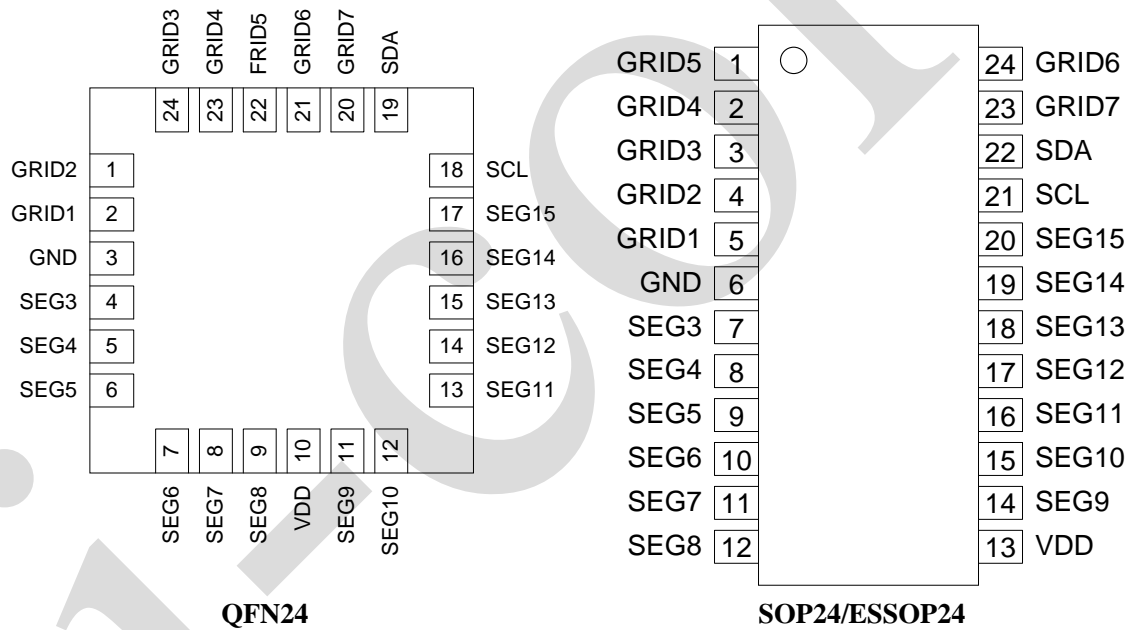 GRID3 GRID4 FRID5 GRID6 GRID7 SDA
24 23 22 21 20 19
GRID2 1 18 SCL
GRID1 2 17 SEG15
GND 3 16 SEG14
SEG3 4 15 SEG13
SEG4 5 14 SEG12
SEG5 6 13 SEG11
7 8 9 10 11 12
SEG6 SEG7 SEG8 VDD SEG9 SEG10
QFN24
GRID5 1 24 GRID6
GRID4 2 23 GRID7
GRID3 3 22 SDA
GRID2 4 21 SCL
GRID1 5 20 SEG15
GND 6 19 SEG14
SEG3 7 18 SEG13
SEG4 8 17 SEG12
SEG5 9 16 SEG11
SEG6 10 15 SEG10
SEG7 11 14 SEG9
SEG8 12 13 VDD
SOP24/ESSOP24